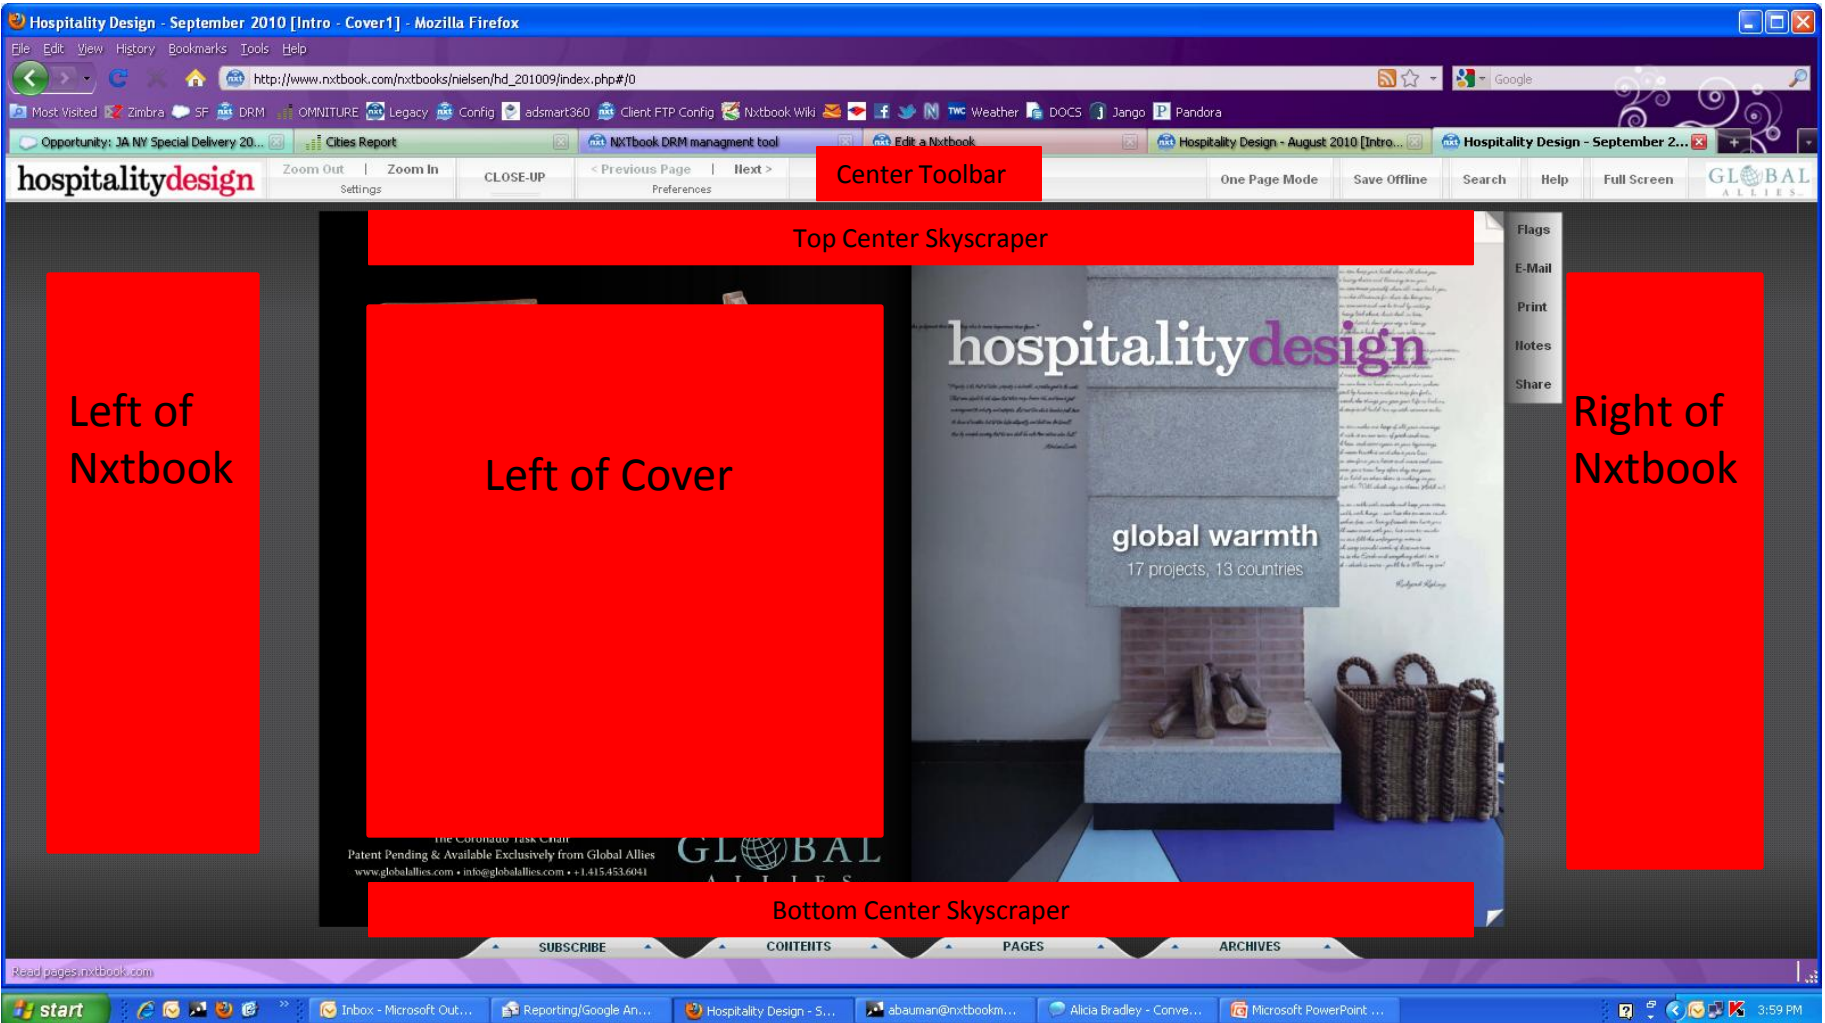 Hospitality Design - September 2010 [Intro - Cover1] - Mozilla Firefox
File Edit View History Bookmarks Tools Help
http://www.nxtbook.com/nxtbooks/nielsen/hd_201009/index.php#/0
Google
Most Visited Zimbra SF DRM OMNITURE Legacy Config adsmart360 Client FTP Config Nxtbook Wiki Weather DOCS Jango Pandora
Opportunity: JA NY Special Delivery 20... Cities Report NXTbook DRM managment tool Edit a Nxtbook Hospitality Design - August 2010 [Intro... Hospitality Design - September 2...
hospitalitydesign
Zoom Out | Zoom In
Settings
CLOSE-UP
< Previous Page | Next >
Preferences
Center Toolbar
One Page Mode Save Offline Search Help Full Screen
GLOBAL
ALLIES
Top Center Skyscraper
Flags
E-Mail
Print
Notes
Share
Left of
Nxtbook
Left of Cover
hospitalitydesign
global warmth
17 projects, 13 countries
Right of
Nxtbook
The Coronado Task Chair
Patent Pending & Available Exclusively from Global Allies
www.globalallies.com • info@globalallies.com • +1.415.453.6041
GLOBAL
ALLIES
Bottom Center Skyscraper
SUBSCRIBE CONTENTS PAGES ARCHIVES
Read pages.nxtbook.com
start
Inbox - Microsoft Out... Reporting/Google An... Hospitality Design - S... abauman@nxtbookm... Alicia Bradley - Conve... Microsoft PowerPoint ...
3:59 PM